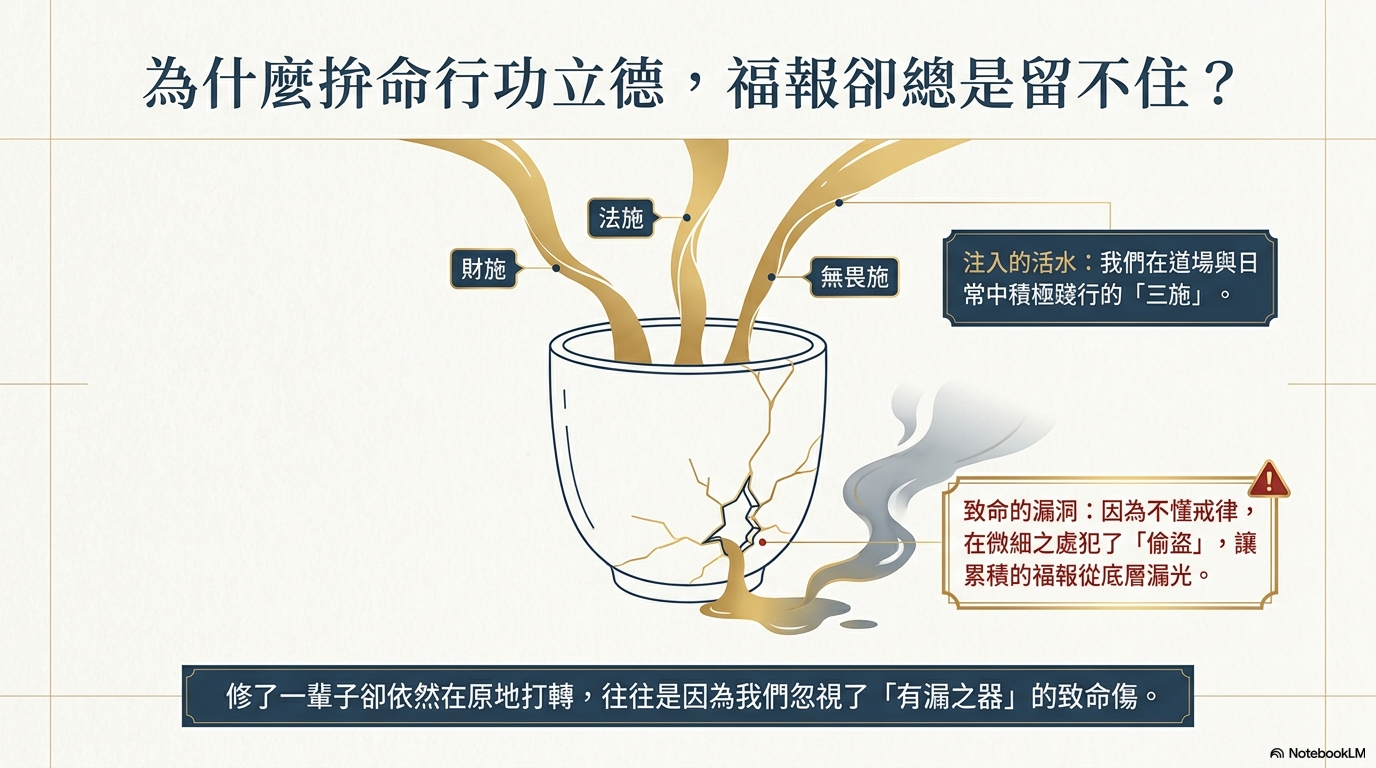 為什麼拚命行功立德，福報卻總是留不住？
法施
財施
無畏施
注入的活水：我們在道場與日
常中積極踐行的「三施」。
致命的漏洞：因為不懂戒律，
在微細之處犯了「偷盜」，讓
累積的福報從底層漏光。
修了一輩子卻依然在原地打轉，往往是因為我們忽視了「有漏之器」的致命傷。
NotebookLM